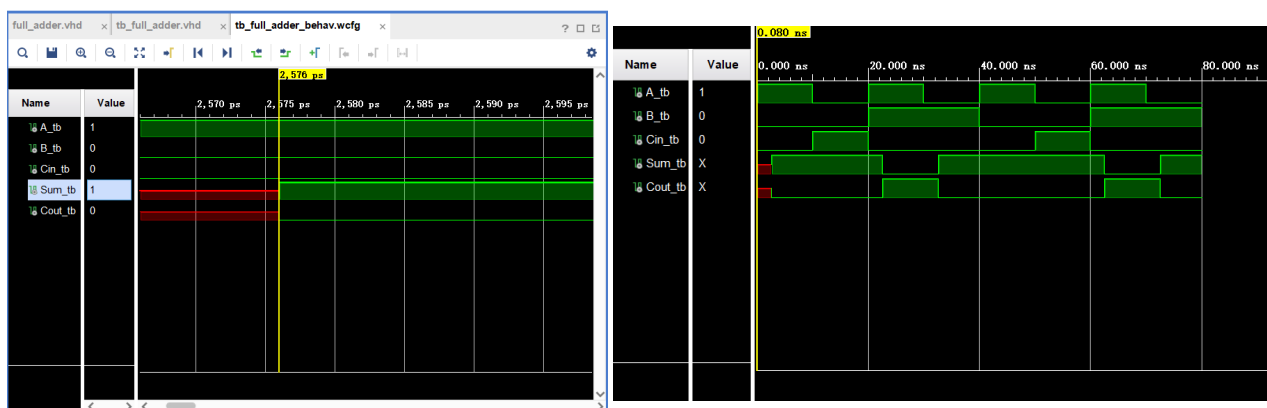 full_adder.vhd × tb_full_adder.vhd × tb_full_adder_behav.wcfg × ? □
2,576 ps
Name Value
2,570 ps 2,575 ps 2,580 ps 2,585 ps 2,590 ps 2,595 ps
A_tb 1
B_tb 0
Cin_tb 0
Sum_tb 1
Cout_tb 0
0.080 ns
Name Value
0.000 ns 20.000 ns 40.000 ns 60.000 ns 80.000 ns
A_tb 1
B_tb 0
Cin_tb 0
Sum_tb X
Cout_tb X